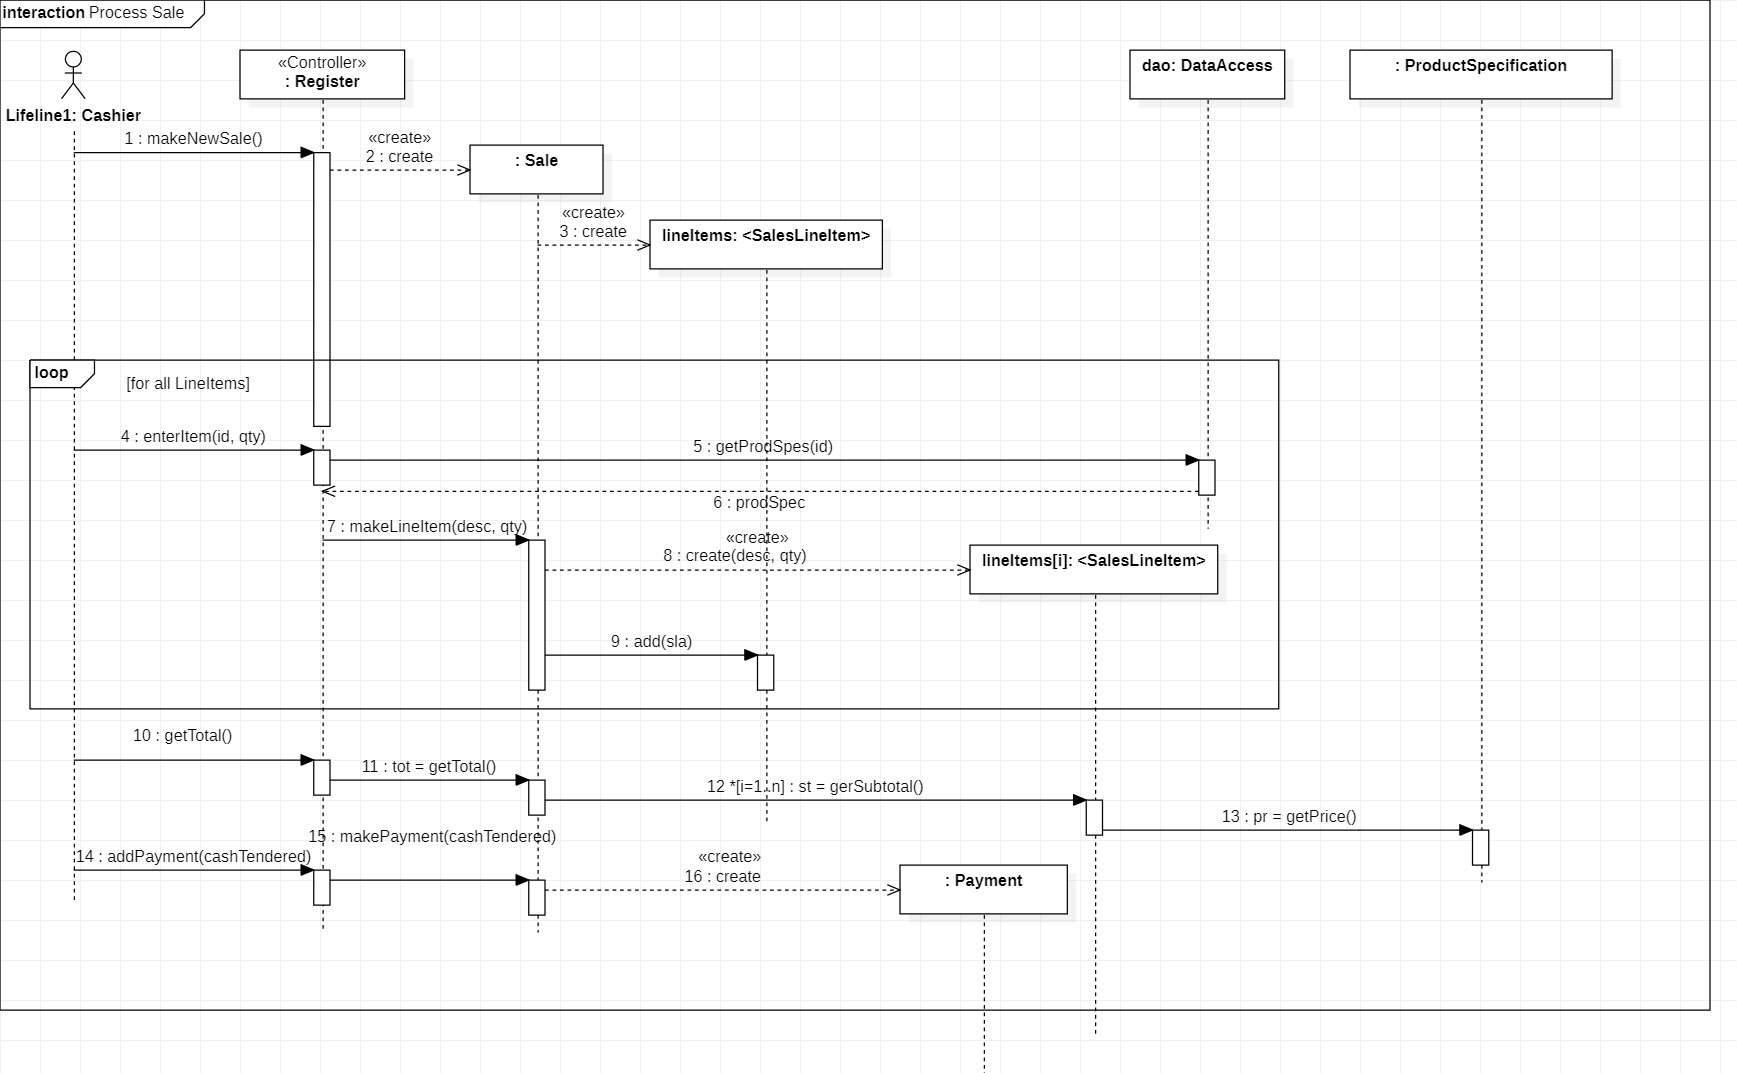 interaction Process Sale
«Controller»
: Register
dao: DataAccess
: ProductSpecification
Lifeline1: Cashier
1 : makeNewSale()
«create»
2 : create
: Sale
«create»
3 : create
lineItems: <SalesLineItem>
loop
[for all LineItems]
4 : enterItem(id, qty)
5 : getProdSpes(id)
6 : prodSpec
7 : makeLineItem(desc, qty)
«create»
8 : create(desc, qty)
lineItems[i]: <SalesLineItem>
9 : add(sla)
10 : getTotal()
11 : tot = getTotal()
12 *[i=1..n] : st = gerSubtotal()
13 : pr = getPrice()
15 : makePayment(cashTendered)
14 : addPayment(cashTendered)
«create»
16 : create
: Payment